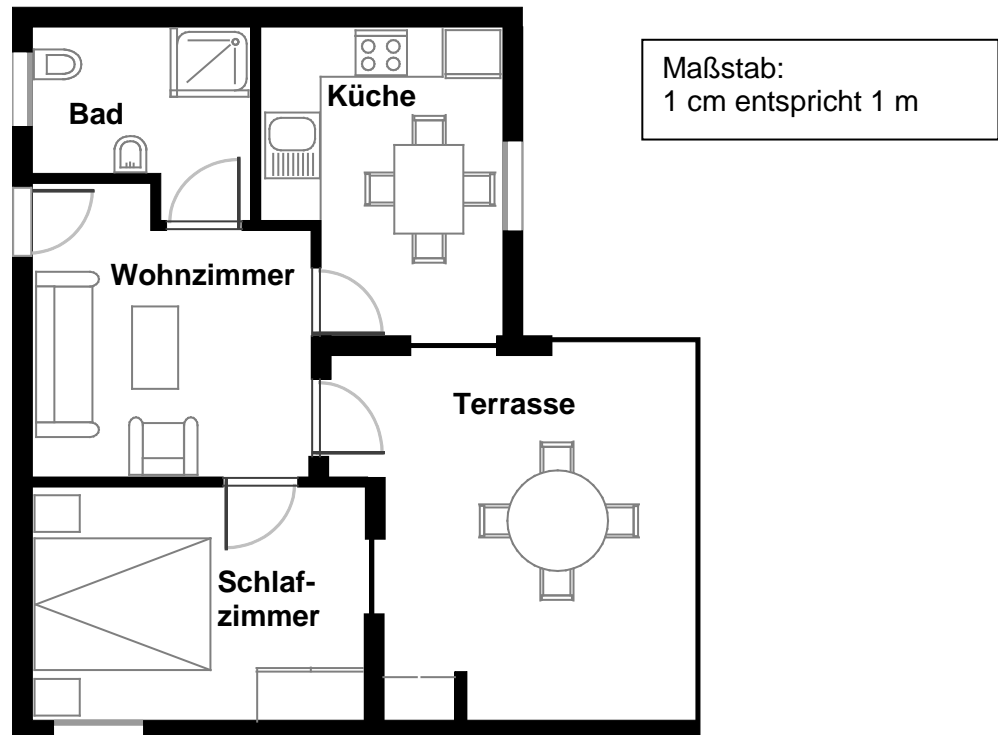 Maßstab:
1 cm entspricht 1 m
Küche
Bad
Wohnzimmer
Terrasse
Schlaf-
zimmer